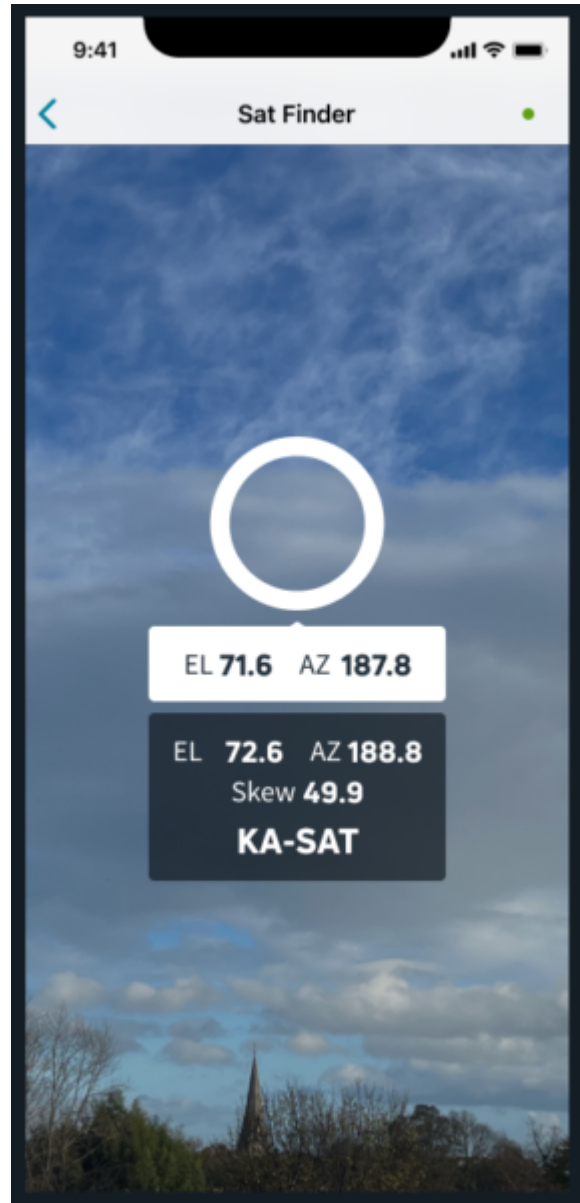 9:41
Sat Finder
EL 71.6 AZ 187.8
EL 72.6 AZ 188.8
Skew 49.9
KA-SAT